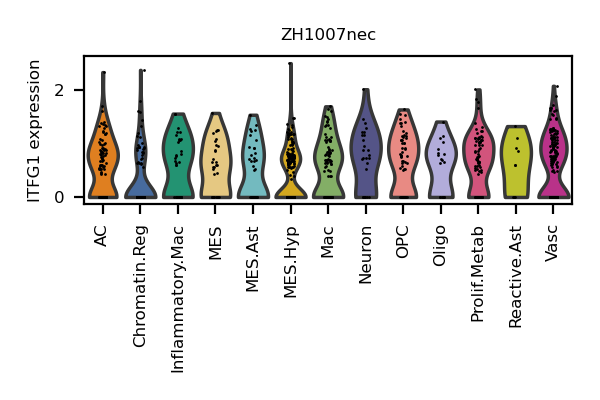 ZH1007nec
ITFG1 expression
2
0
AC
Chromatin.Reg
Inflammatory.Mac
MES
MES.Ast
MES.Hyp
Mac
Neuron
OPC
Oligo
Prolif.Metab
Reactive.Ast
Vasc